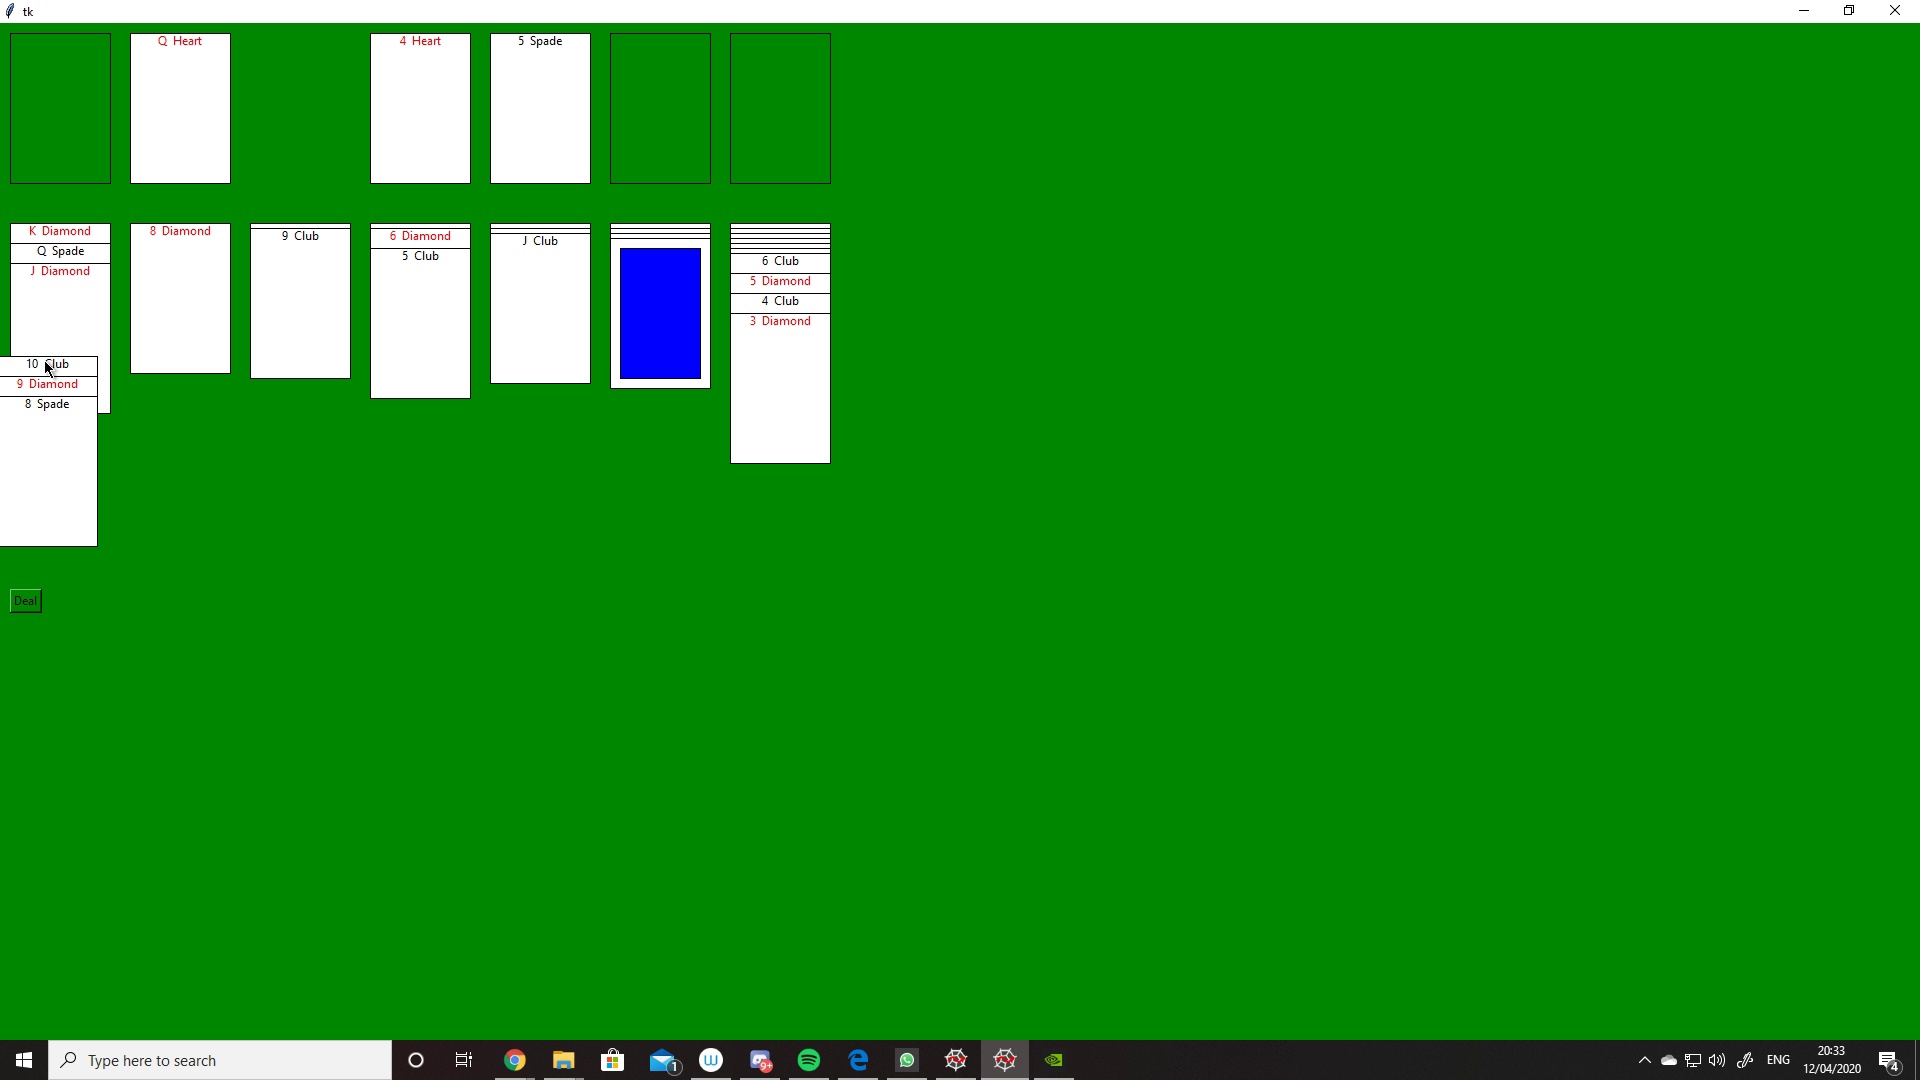 tk
Q Heart
4 Heart
5 Spade
K Diamond
Q Spade
J Diamond
8 Diamond
9 Club
6 Diamond
5 Club
J Club
6 Club
5 Diamond
4 Club
3 Diamond
10 Club
9 Diamond
8 Spade
Deal
Type here to search
1
W
9+
ENG
20:33
12/04/2020
4